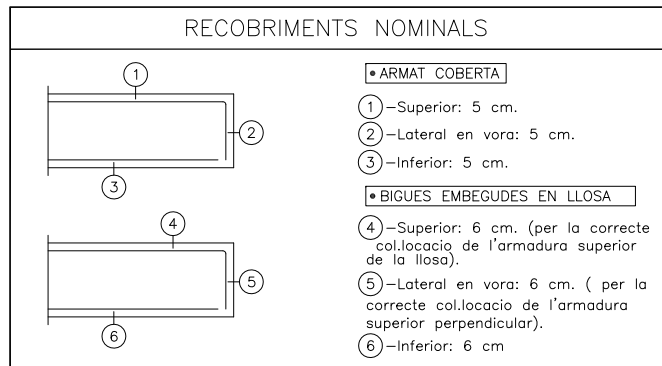 RECOBRIMENTS NOMINALS
1
2
3
• ARMAT COBERTA
1 -Superior: 5 cm.
2 -Lateral en vora: 5 cm.
3 -Inferior: 5 cm.
4
5
6
• BIGUES EMBEGUDES EN LLOSA
4 -Superior: 6 cm. (per la correcte
col.locacio de l'armadura superior
de la llosa).
5 -Lateral en vora: 6 cm. ( per la
correcte col.locacio de l'armadura
superior perpendicular).
6 -Inferior: 6 cm